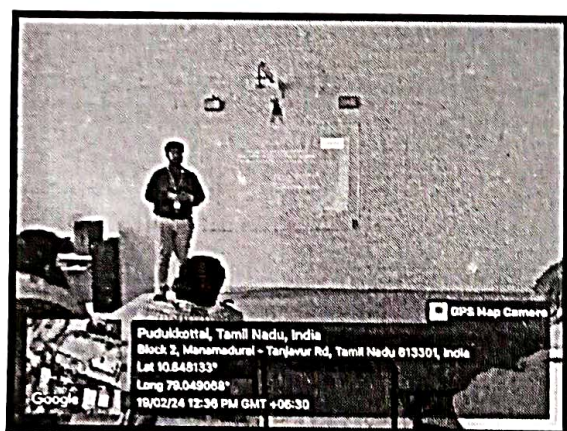 GPS Map Camera
Pudukkottai, Tamil Nadu, India
Block 2, Manamadurai - Tanjavur Rd, Tamil Nadu 613301, India
Lat 10.648133°
Long 79.049068°
19/02/24 12:36 PM GMT +05:30
Google